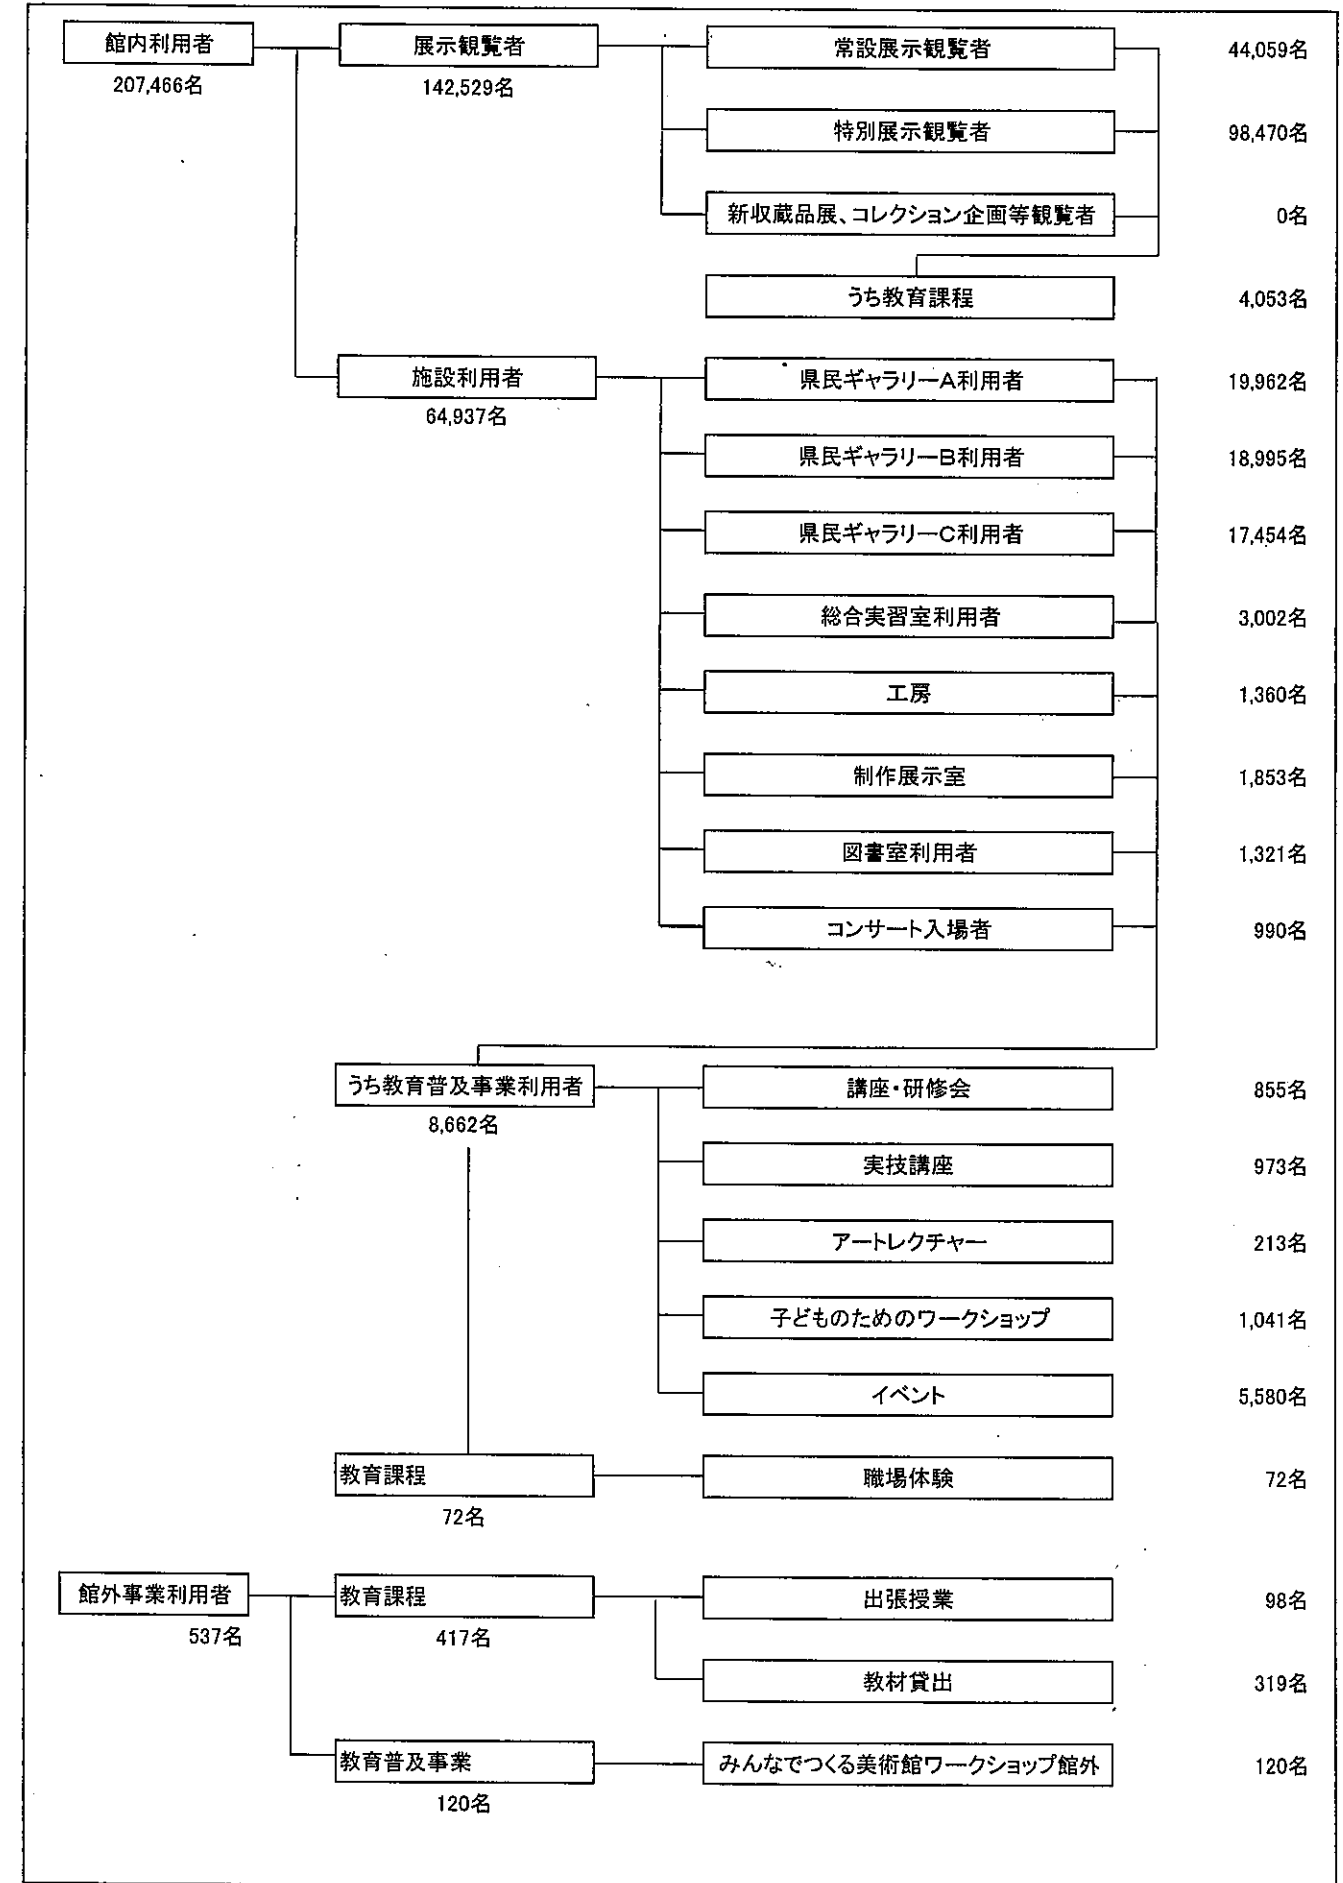 館内利用者 展示観覧者 常設展示観覧者 44,059名
207,466名 142,529名
特別展示観覧者 98,470名
新収蔵品展、コレクション企画等観覧者 0名
うち教育課程 4,053名
施設利用者 県民ギャラリーA利用者 19,962名
64,937名
県民ギャラリーB利用者 18,995名
県民ギャラリーC利用者 17,454名
総合実習室利用者 3,002名
工房 1,360名
制作展示室 1,853名
図書室利用者 1,321名
コンサート入場者 990名
うち教育普及事業利用者 講座・研修会 855名
8,662名
実技講座 973名
アートレクチャー 213名
子どものためのワークショップ 1,041名
イベント 5,580名
教育課程 職場体験 72名
72名
館外事業利用者 教育課程 出張授業 98名
537名 417名
教材貸出 319名
教育普及事業 みんなでつくる美術館ワークショップ館外 120名
120名